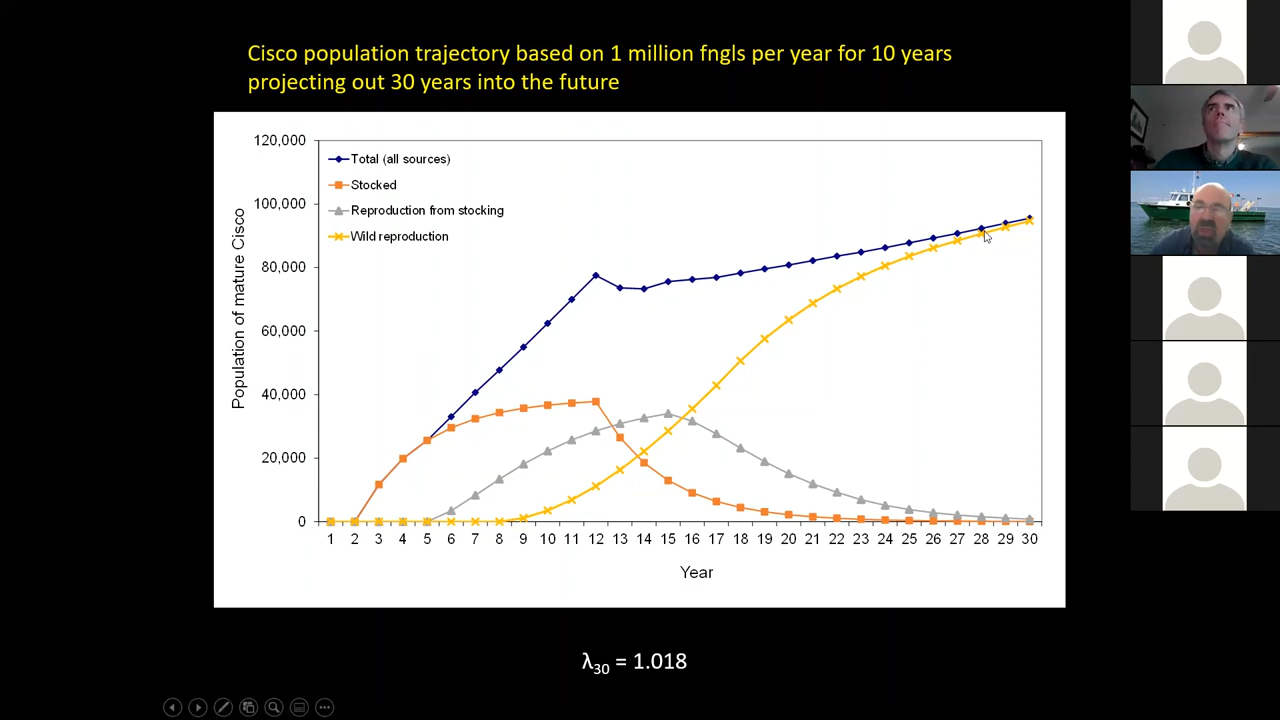 Cisco population trajectory based on 1 million fngls per year for 10 years
projecting out 30 years into the future
120,000
100,000
80,000
60,000
40,000
20,000
0
Population of mature Cisco
Total (all sources)
Stocked
Reproduction from stocking
Wild reproduction
1 2 3 4 5 6 7 8 9 10 11 12 13 14 15 16 17 18 19 20 21 22 23 24 25 26 27 28 29 30
Year
λ30 = 1.018